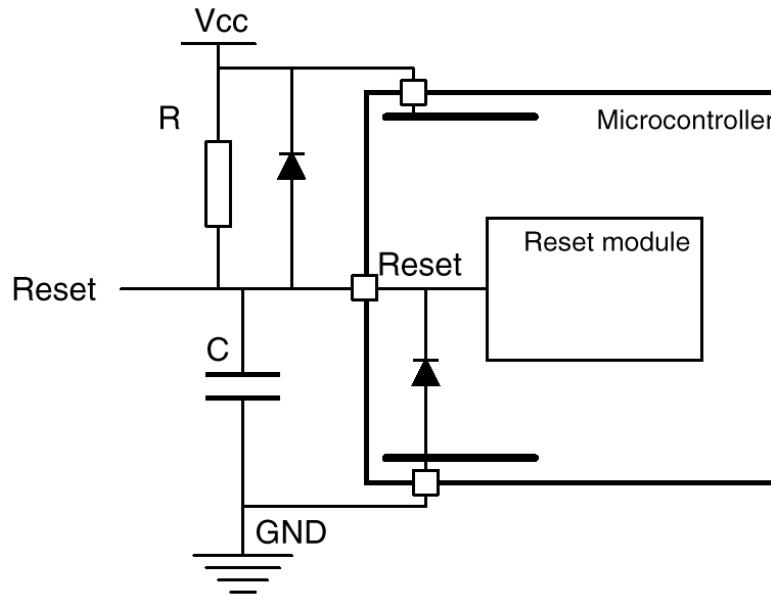 Vcc
R
Microcontroller
Reset module
Reset
Reset
C
GND